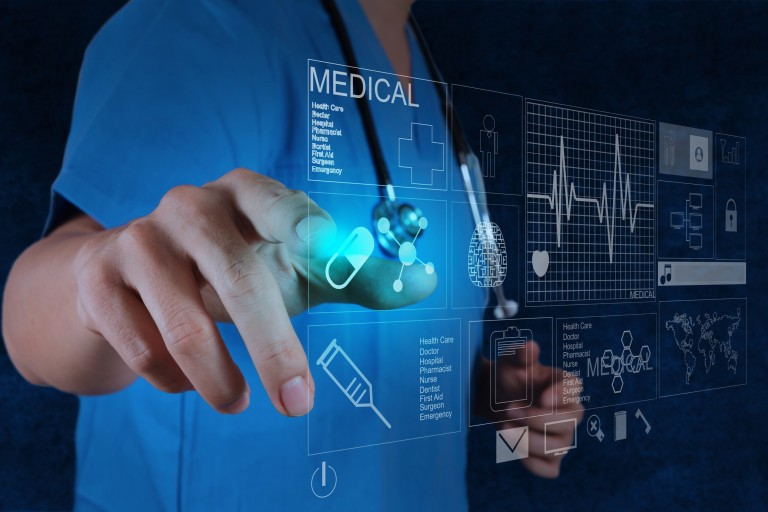 MEDICAL
Health Care
Doctor
Hospital
Pharmacist
Nurse
Dentist
First Aid
Surgeon
Emergency
MEDICAL
Health Care
Doctor
Hospital
Pharmacist
Nurse
Dentist
First Aid
Surgeon
Emergency
Health Care
Doctor
Hospital
Pharmacist
Nurse
Dentist
First Aid
Surgeon
Emergency
MEDICAL